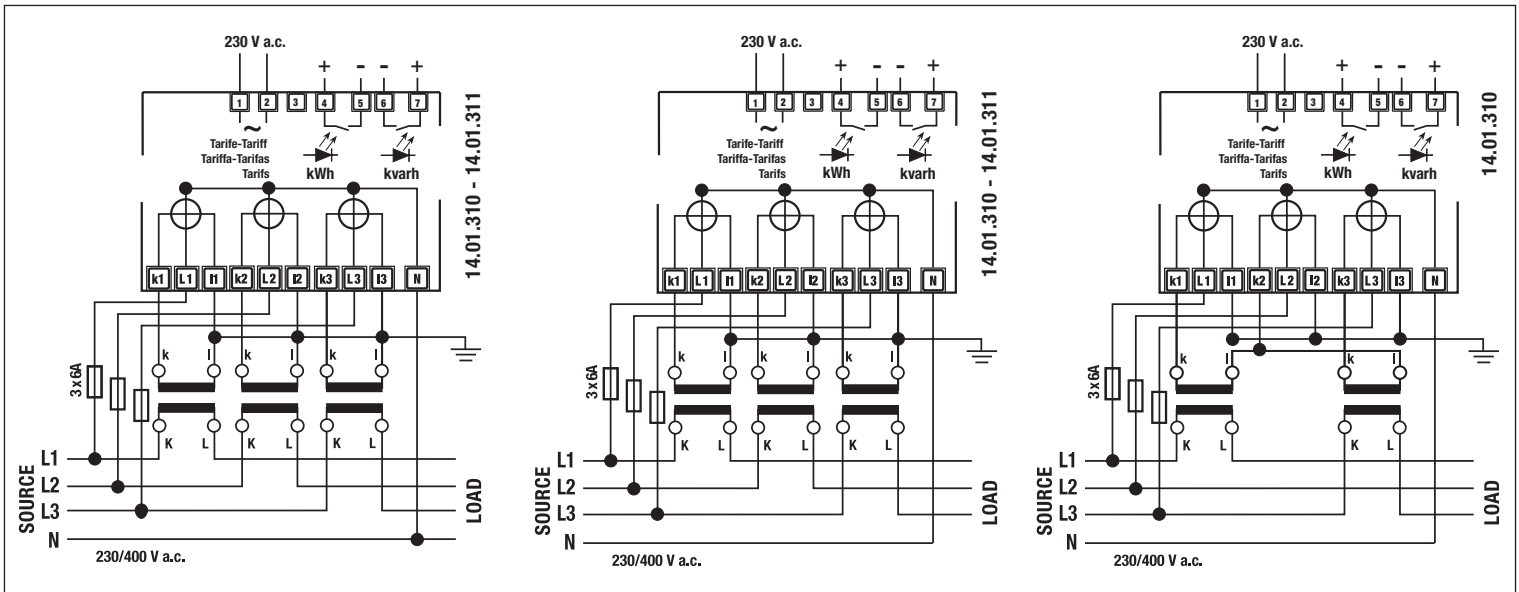 230 V a.c.
+ - - +
1 2 3 4 5 6 7
~
Tarife-Tariff
Tariffa-Tarifas
Tarifs
kWh kvarh
14.01.310 - 14.01.311
k1 L1 l1 k2 L2 l2 k3 L3 l3 N
k l k l k l
3 x 6A
K L K L K L
L1
L2
L3
N
SOURCE
LOAD
230/400 V a.c.
230 V a.c.
+ - - +
1 2 3 4 5 6 7
~
Tarife-Tariff
Tariffa-Tarifas
Tarifs
kWh kvarh
14.01.310 - 14.01.311
k1 L1 l1 k2 L2 l2 k3 L3 l3 N
k l k l k l
3 x 6A
K L K L K L
L1
L2
L3
N
SOURCE
LOAD
230/400 V a.c.
230 V a.c.
+ - - +
1 2 3 4 5 6 7
~
Tarife-Tariff
Tariffa-Tarifas
Tarifs
kWh kvarh
14.01.310
k1 L1 l1 k2 L2 l2 k3 L3 l3 N
k l k l
3 x 6A
K L K L
L1
L2
L3
N
SOURCE
LOAD
230/400 V a.c.